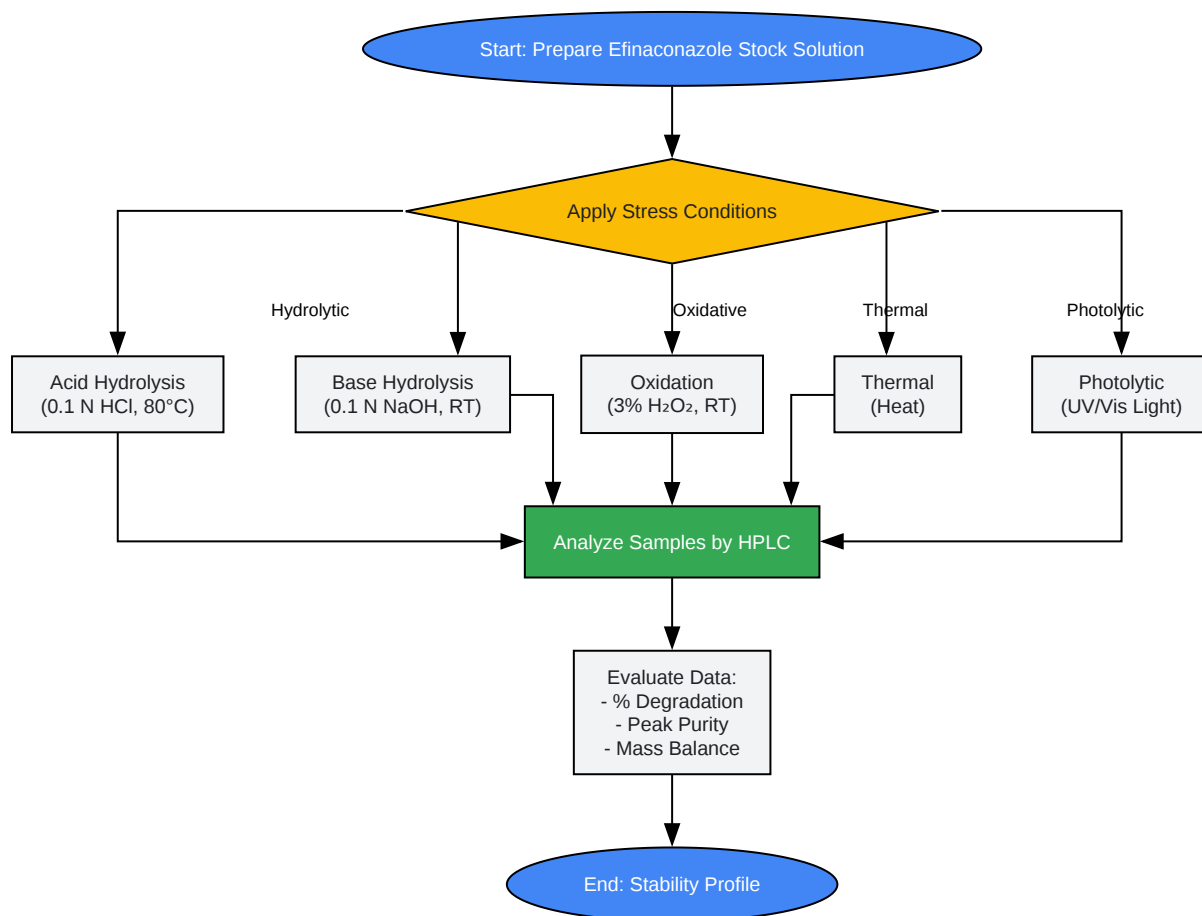 Start: Prepare Efinaconazole Stock Solution
Apply Stress Conditions
Hydrolytic
Oxidative
Thermal
Photolytic
Acid Hydrolysis
(0.1 N HCl, 80°C)
Base Hydrolysis
(0.1 N NaOH, RT)
Oxidation
(3% H₂O₂, RT)
Thermal
(Heat)
Photolytic
(UV/Vis Light)
Analyze Samples by HPLC
Evaluate Data:
- % Degradation
- Peak Purity
- Mass Balance
End: Stability Profile